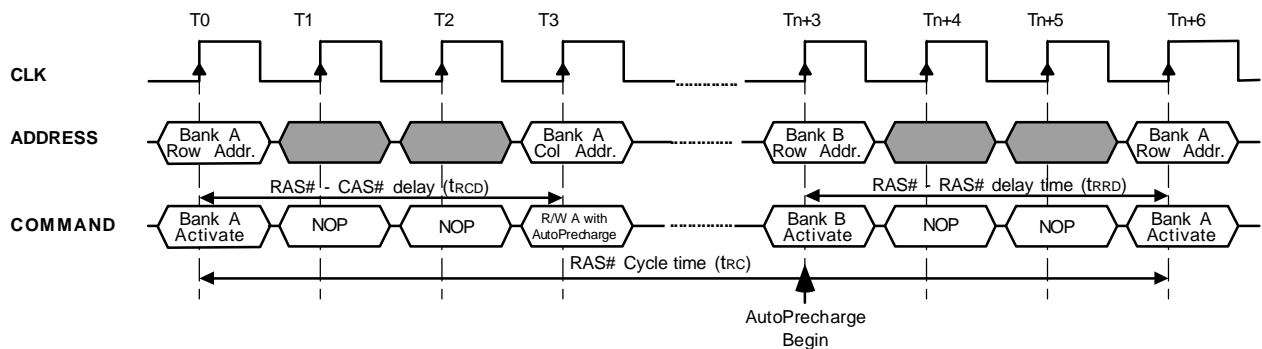 T0 T1 T2 T3 Tn+3 Tn+4 Tn+5 Tn+6
CLK
ADDRESS
Bank A
Row Addr.
Bank A
Col Addr.
Bank B
Row Addr.
Bank A
Row Addr.
RAS# - CAS# delay (tRCD)
RAS# - RAS# delay time (tRRD)
COMMAND
Bank A
Activate
NOP
NOP
R/W A with
AutoPrecharge
Bank B
Activate
NOP
NOP
Bank A
Activate
RAS# Cycle time (tRC)
AutoPrecharge
Begin